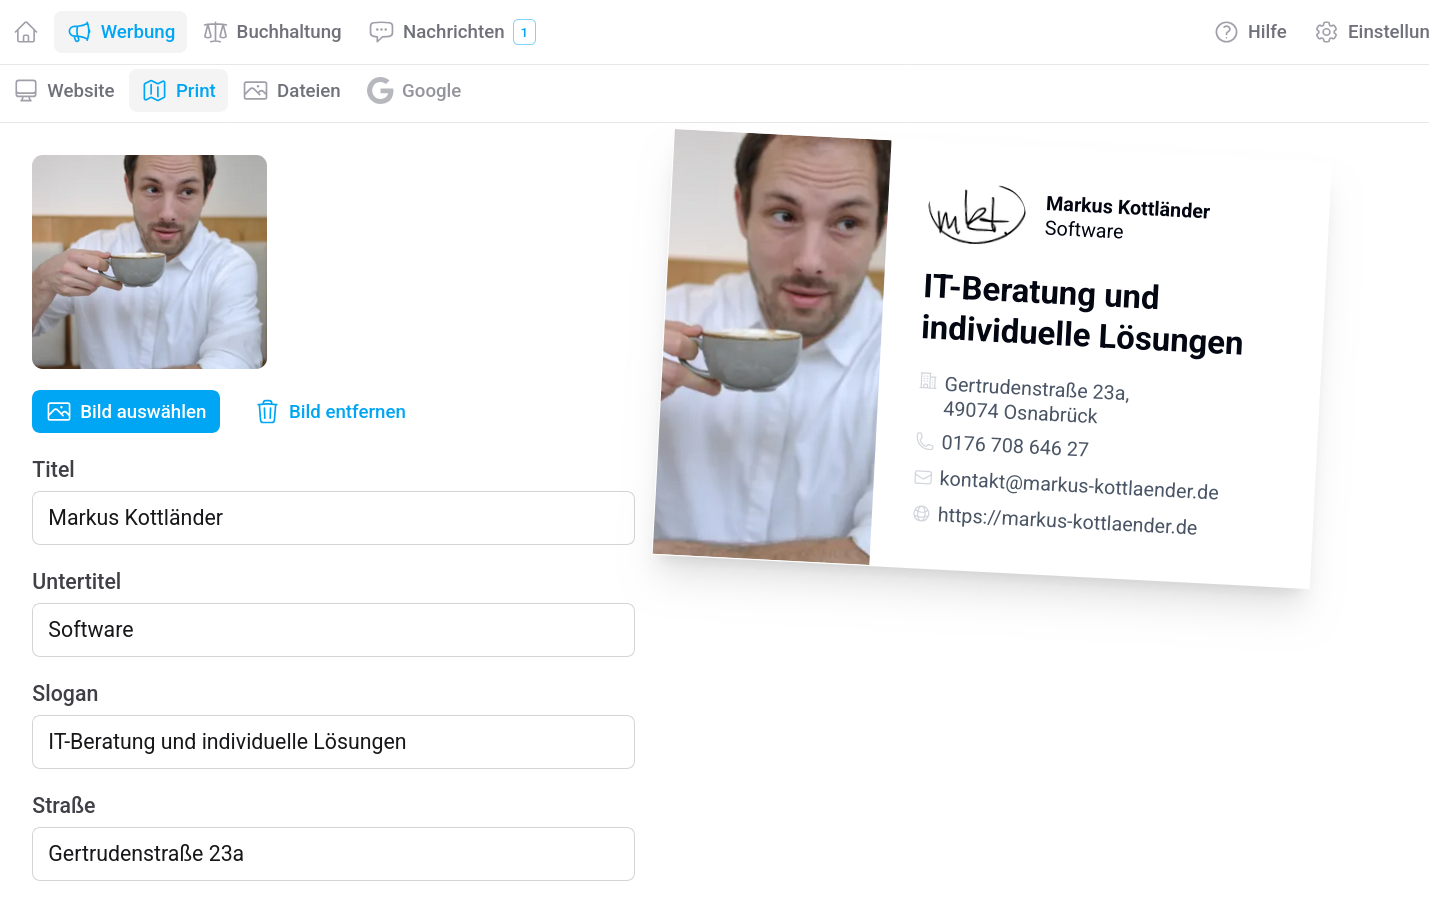 Werbung
Buchhaltung
Nachrichten
1
Hilfe
Einstellun
Website
Print
Dateien
Google
Bild auswählen
Bild entfernen
Titel
Markus Kottländer
Untertitel
Software
Slogan
IT-Beratung und individuelle Lösungen
Straße
Gertrudenstraße 23a
mkt.
Markus Kottländer
Software
IT-Beratung und
individuelle Lösungen
Gertrudenstraße 23a,
49074 Osnabrück
0176 708 646 27
kontakt@markus-kottlaender.de
https://markus-kottlaender.de